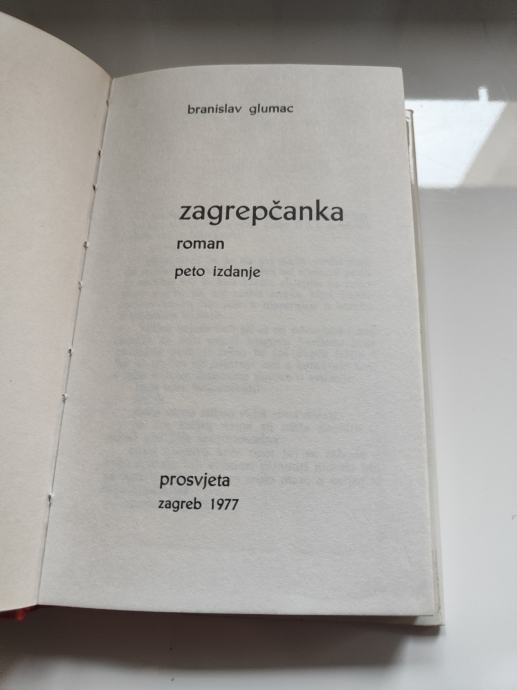 branislav glumac
zagrepčanka
roman
peto izdanje
prosvjeta
zagreb 1977